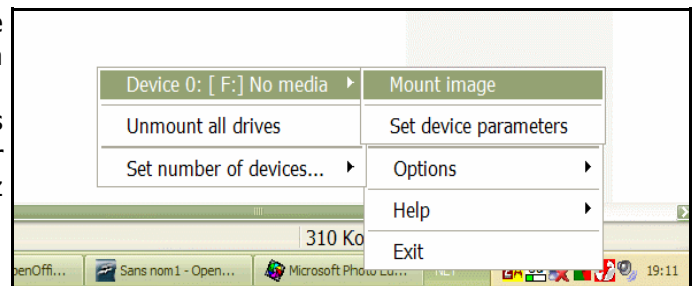 Device 0: [ F:] No media
Mount image
Unmount all drives
Set device parameters
Set number of devices...
Options
Help
310 Ko
Exit
penOffi...
Sans nom1 - Open...
Microsoft Photo Ed...
19:11